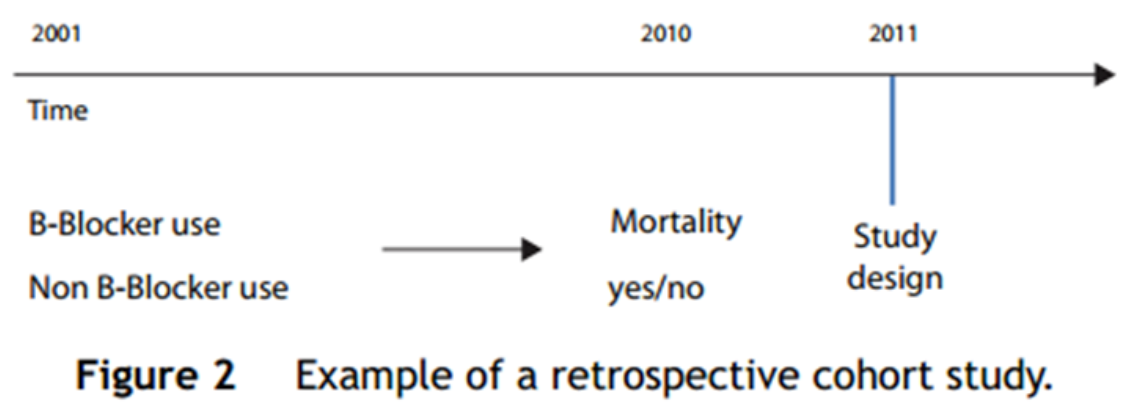 2001 2010 2011
Time
B-Blocker use
Non B-Blocker use
Mortality
yes/no
Study
design
Figure 2 Example of a retrospective cohort study.